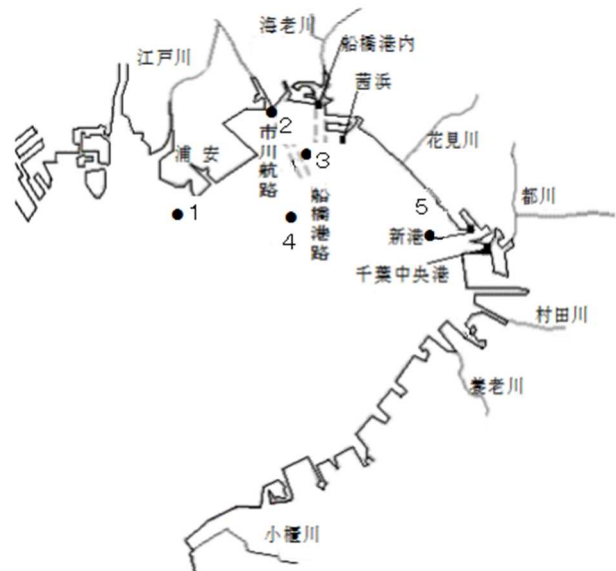 海老川
船橋港内
江戸川
茜浜
2
市川航路
花見川
浦安
3
都川
船橋港路
1
4
5
新港
千葉中央港
村田川
養老川
小櫃川